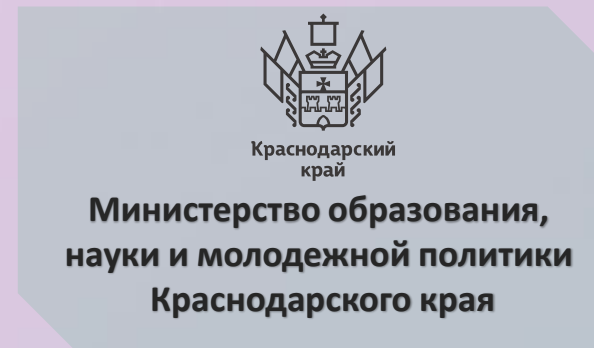 Краснодарский
край
Министерство образования,
науки и молодежной политики
Краснодарского края